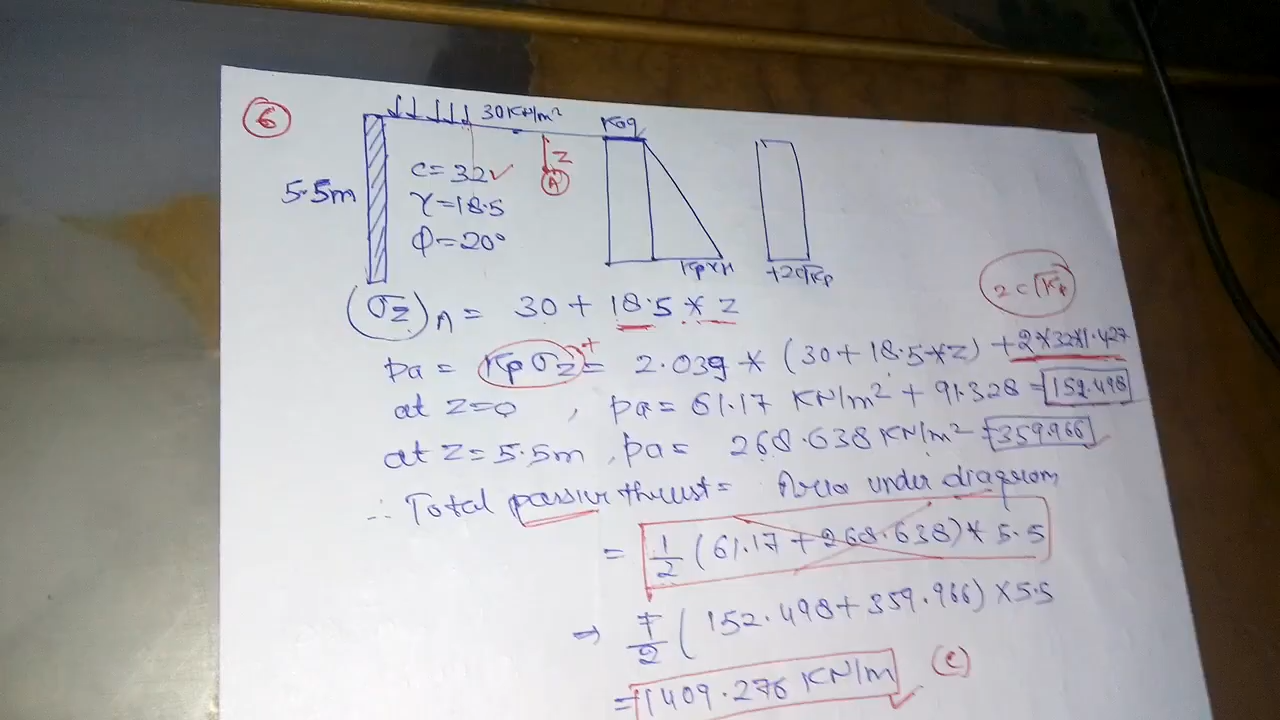 6
30 KN/m²
Koq
5.5m
C = 32 ✓
Z
A
γ = 18.5
Φ = 20°
KpγH
+2c√Kp
2c√Kp
(σz)A = 30 + 18.5 * Z
pa = Kpσz + = 2.039 * (30 + 18.5 * Z) + 2*32*1.427
at Z=0 , pa = 61.17 KN/m² + 91.328 = 152.498
at Z = 5.5m , pa = 268.638 KN/m² = 359.966
∴ Total passive thrust = Area under diagram
= 1/2 (61.17 + 268.638) * 5.5
⇒ 1/2 (152.498 + 359.966) × 5.5
= 1409.276 KN/m ✓ (c)